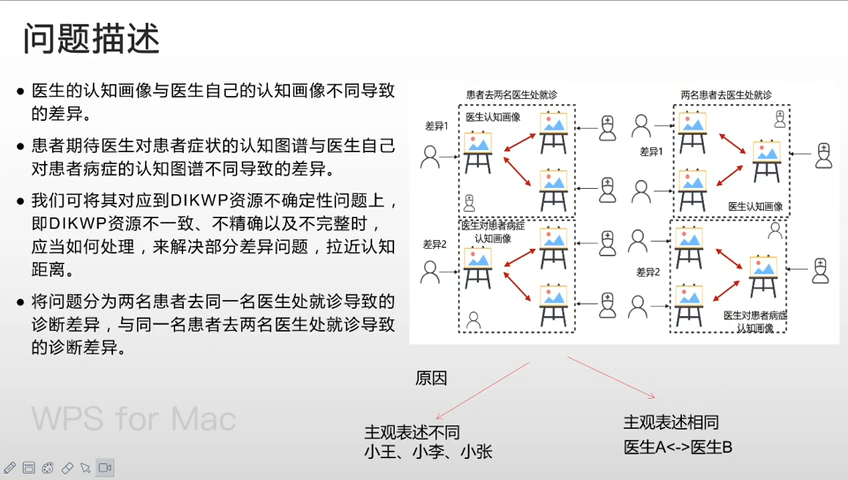 问题描述
● 医生的认知画像与医生自己的认知画像不同导致
的差异。
● 患者期待医生对患者症状的认知图谱与医生自己
对患者病症的认知图谱不同导致的差异。
● 我们可将其对应到DIKWP资源不确定性问题上，
即DIKWP资源不一致、不精确以及不完整时，
应当如何处理，来解决部分差异问题，拉近认知
距离。
● 将问题分为两名患者去同一名医生处就诊导致的
诊断差异，与同一名患者去两名医生处就诊导致
的诊断差异。
患者去两名医生处就诊
医生认知画像
差异1
医生对患者病症
认知画像
差异2
两名患者去医生处就诊
差异1
医生认知画像
差异2
医生对患者病症
认知画像
原因
主观表述不同
小王、小李、小张
主观表述相同
医生A<->医生B
WPS for Mac